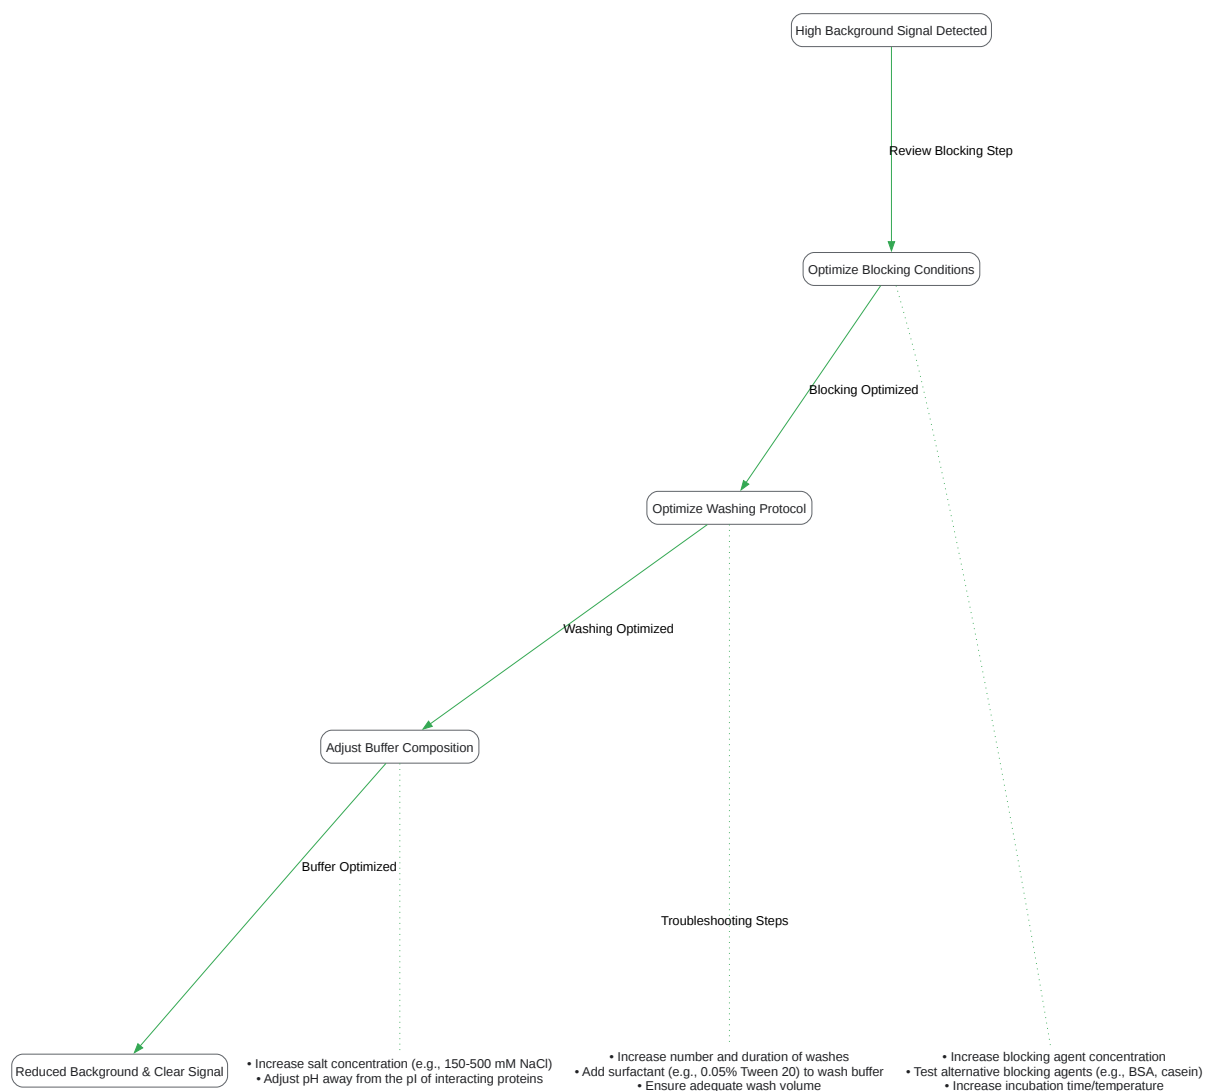 High Background Signal Detected
Review Blocking Step
Optimize Blocking Conditions
Blocking Optimized
Optimize Washing Protocol
Washing Optimized
Adjust Buffer Composition
Buffer Optimized
Troubleshooting Steps
Reduced Background & Clear Signal
• Increase salt concentration (e.g., 150-500 mM NaCl)
• Adjust pH away from the pI of interacting proteins
• Increase number and duration of washes
• Add surfactant (e.g., 0.05% Tween 20) to wash buffer
• Ensure adequate wash volume
• Increase blocking agent concentration
• Test alternative blocking agents (e.g., BSA, casein)
• Increase incubation time/temperature